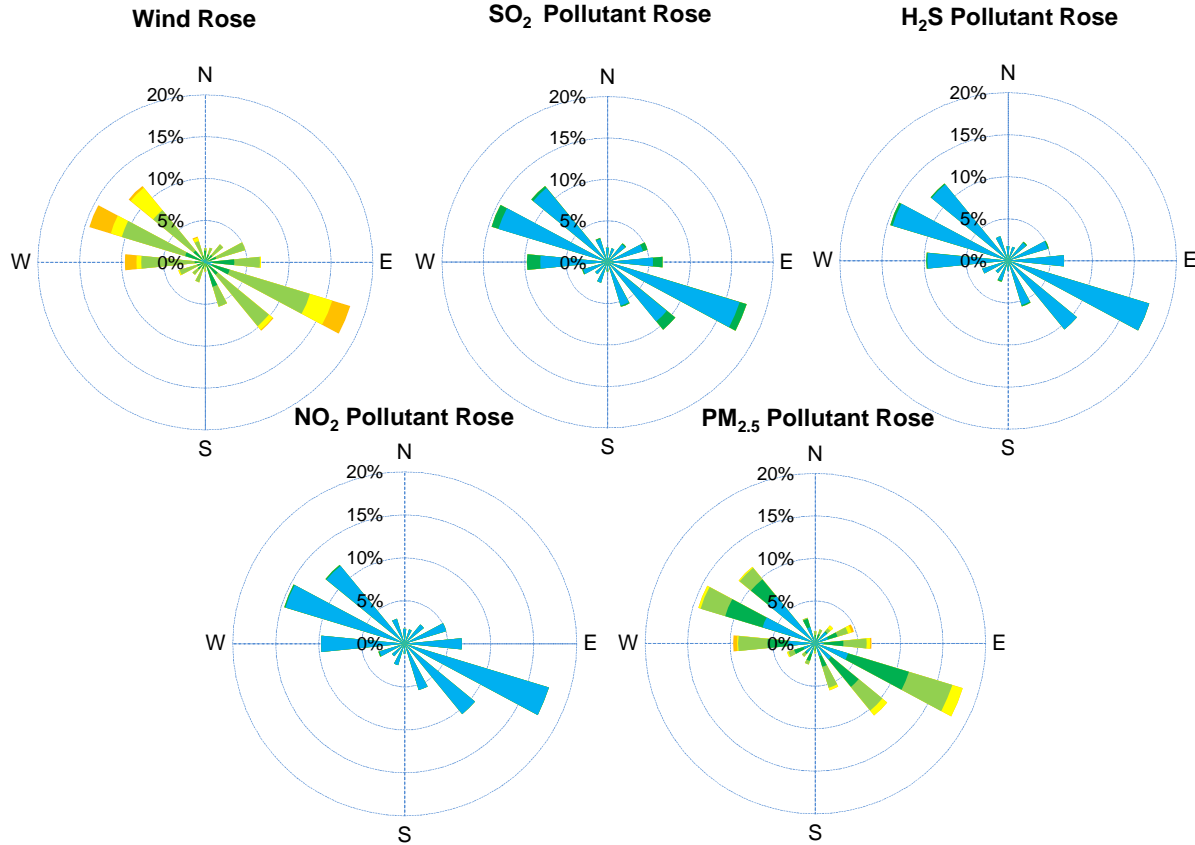 Wind Rose
N
20%
15%
10%
5%
0%
W
E
S
SO₂ Pollutant Rose
N
20%
15%
10%
5%
0%
W
E
S
H₂S Pollutant Rose
N
20%
15%
10%
5%
0%
W
E
S
NO₂ Pollutant Rose
N
20%
15%
10%
5%
0%
W
E
S
PM₂.₅ Pollutant Rose
N
20%
15%
10%
5%
0%
W
E
S